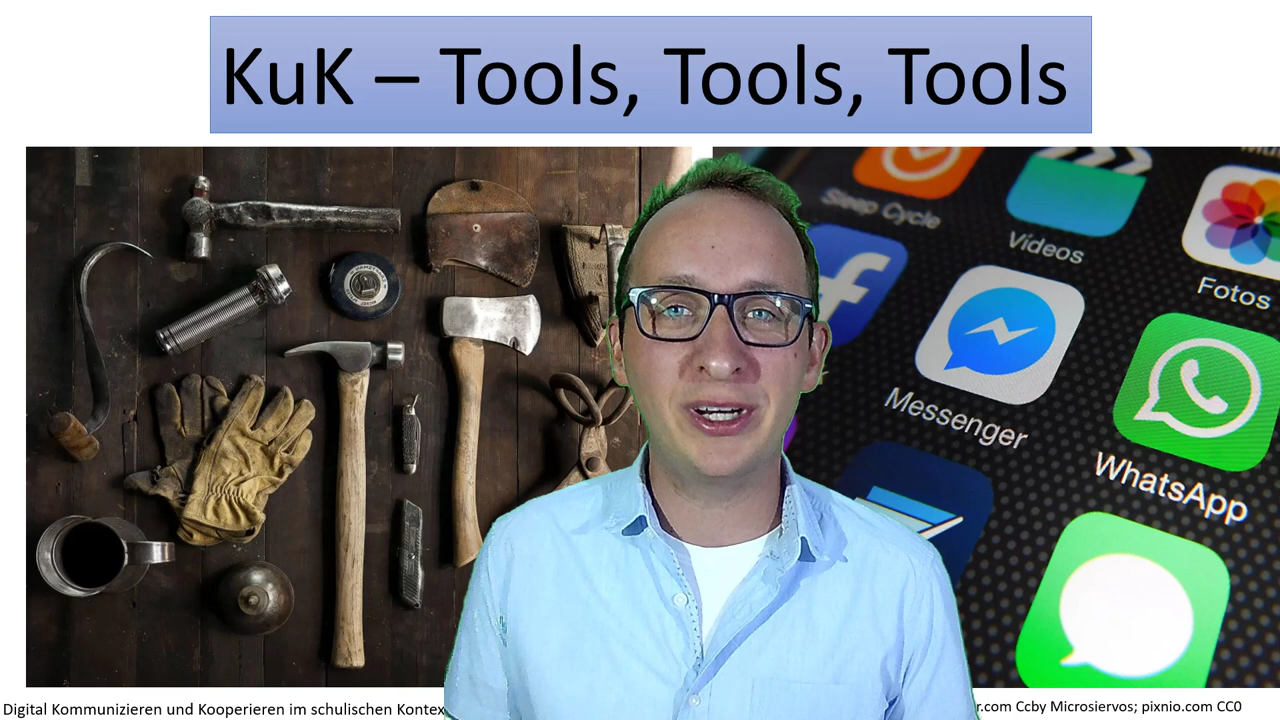 KuK – Tools, Tools, Tools
Sleep Cycle
Videos
Fotos
Messenger
WhatsApp
Digital Kommunizieren und Kooperieren im schulischen
r.com Ccby Microsiervos; pixnio.com CC0